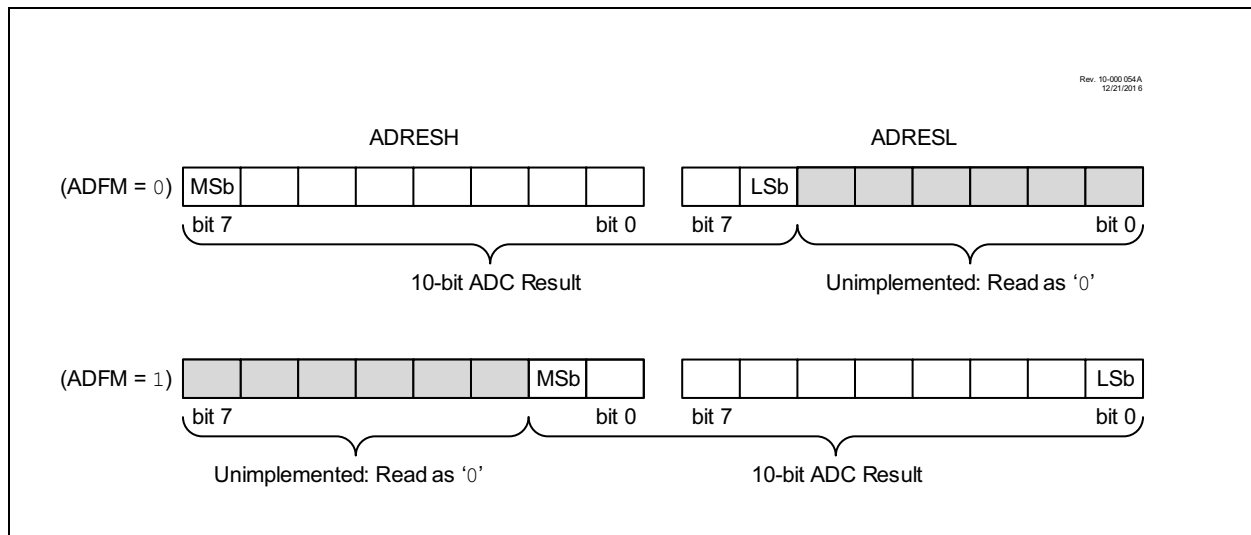 Rev. 10-000 054A
12/21/201 6
ADRESH ADRESL
(ADFM = 0) MSb LSb
bit 7 bit 0 bit 7 bit 0
10-bit ADC Result Unimplemented: Read as ‘0’
(ADFM = 1) MSb LSb
bit 7 bit 0 bit 7 bit 0
Unimplemented: Read as ‘0’ 10-bit ADC Result